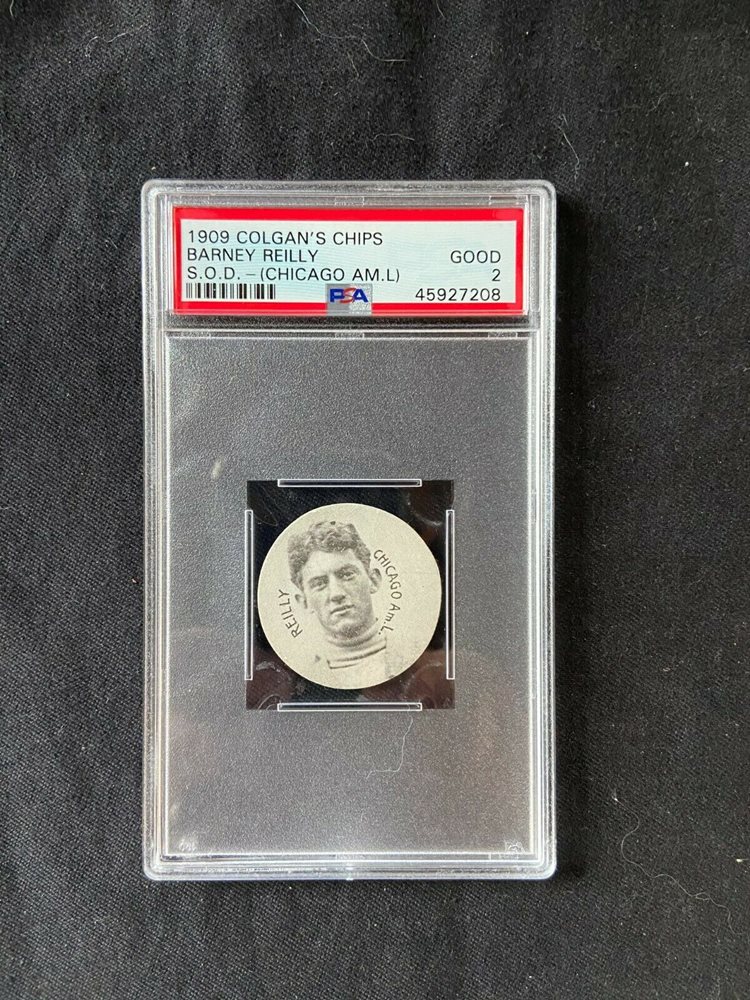 1909 COLGAN'S CHIPS
BARNEY REILLY GOOD
S.O.D. - (CHICAGO AM.L) 2
PSA 45927208
REILLY
CHICAGO Am.L.